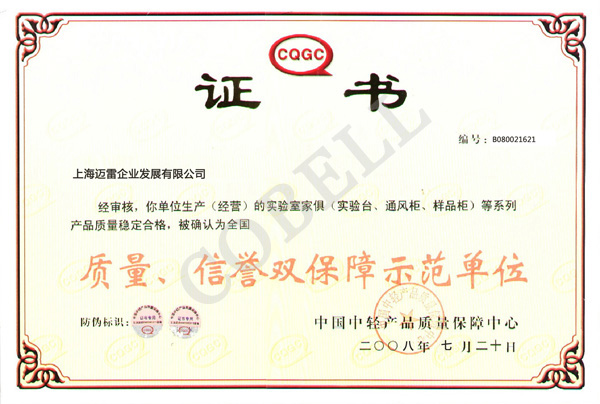 CQGC
证 书
编号：B080021621
上海迈雷企业发展有限公司
经审核，你单位生产（经营）的实验室家俱（实验台、通风柜、样品柜）等系列
产品质量稳定合格，被确认为全国
质量、信誉双保障示范单位
防伪标识：
中国中轻产品质量保障中心
二〇〇八年 七 月 二十 日
COBELL